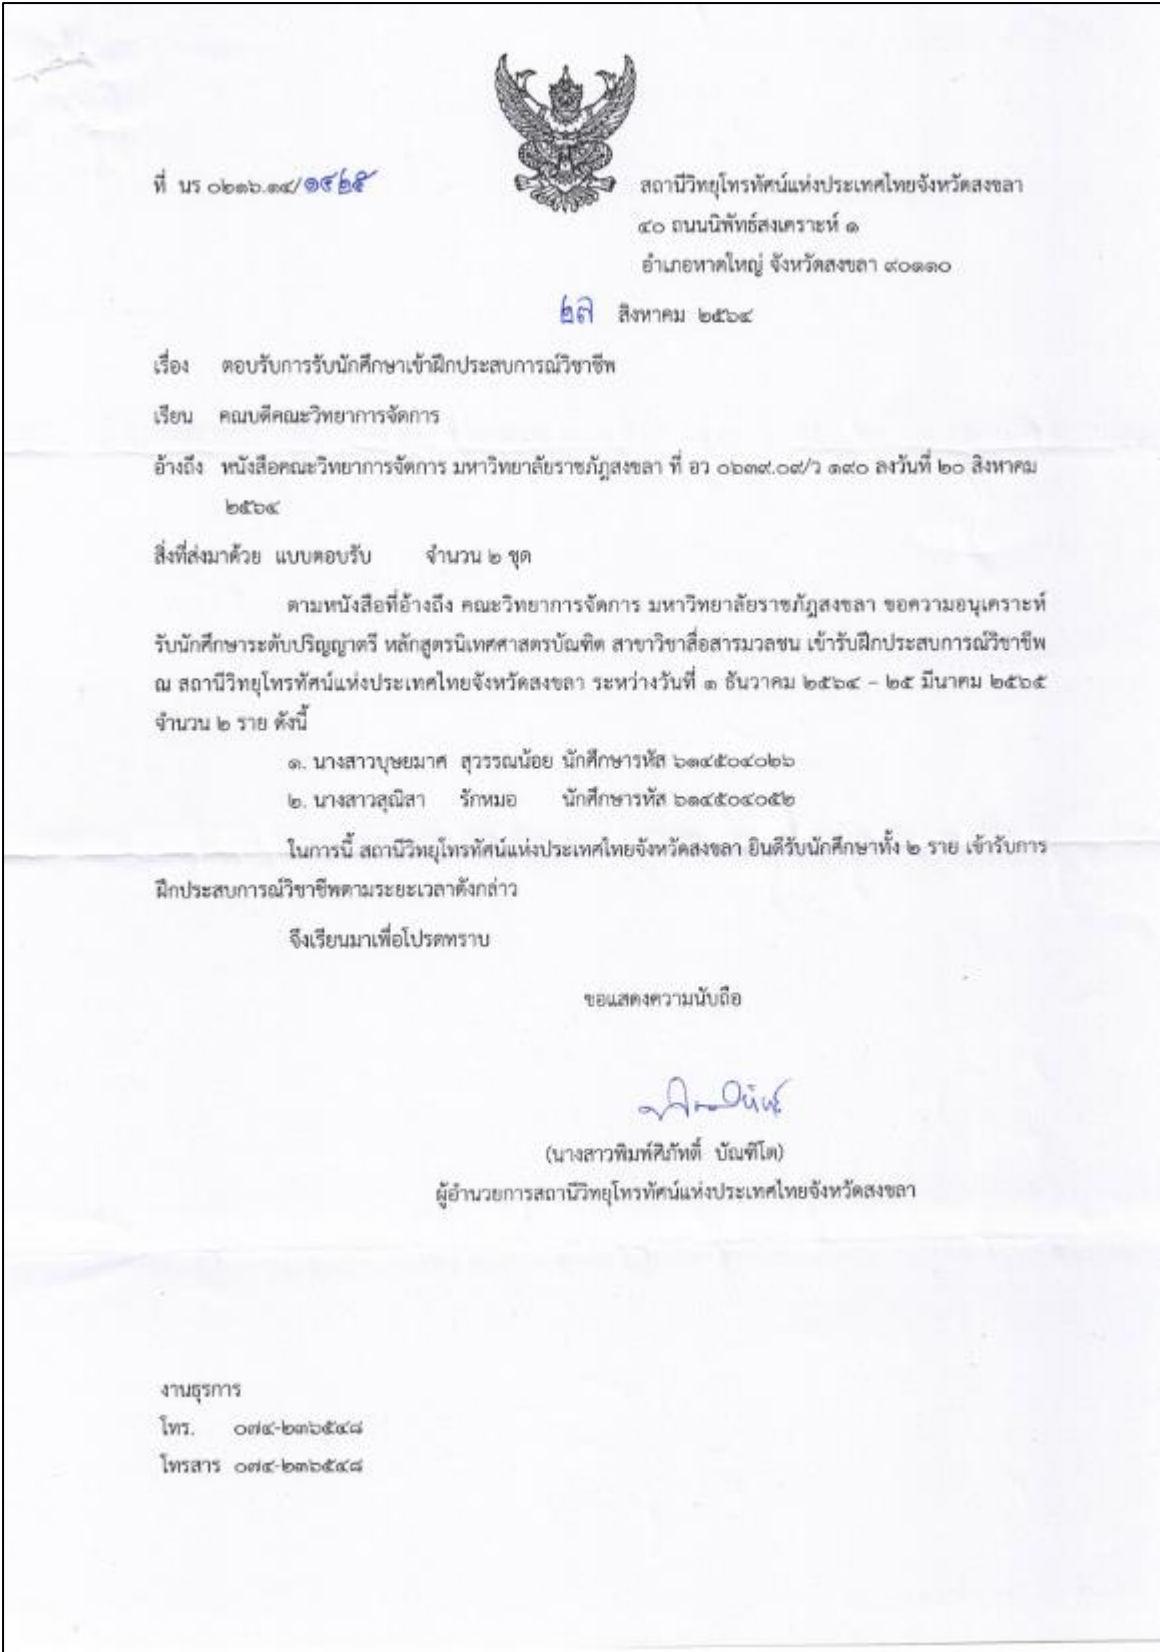 ที่ นร ๐๒๑๖.๑๔/๑๔๒๕
สถานีวิทยุโทรทัศน์แห่งประเทศไทยจังหวัดสงขลา
๔๐ ถนนนิพัทธ์สงเคราะห์ ๑
อำเภอหาดใหญ่ จังหวัดสงขลา ๙๐๑๑๐
สิงหาคม ๒๕๖๔
เรื่อง ตอบรับการรับนักศึกษาเข้าฝึกประสบการณ์วิชาชีพ
เรียน คณบดีคณะวิทยาการจัดการ
อ้างถึง หนังสือคณะวิทยาการจัดการ มหาวิทยาลัยราชภัฏสงขลา ที่ อว ๐๖๓๙.๐๙/ว ๑๙๐ ลงวันที่ ๒๐ สิงหาคม
๒๕๖๔
สิ่งที่ส่งมาด้วย แบบตอบรับ จำนวน ๒ ชุด
ตามหนังสือที่อ้างถึง คณะวิทยาการจัดการ มหาวิทยาลัยราชภัฏสงขลา ขอความอนุเคราะห์
รับนักศึกษาระดับปริญญาตรี หลักสูตรนิเทศศาสตรบัณฑิต สาขาวิชาสื่อสารมวลชน เข้ารับฝึกประสบการณ์วิชาชีพ
ณ สถานีวิทยุโทรทัศน์แห่งประเทศไทยจังหวัดสงขลา ระหว่างวันที่ ๑ ธันวาคม ๒๕๖๔ – ๒๕ มีนาคม ๒๕๖๕
จำนวน ๒ ราย ดังนี้
๑. นางสาวบุษยมาศ สุวรรณน้อย นักศึกษารหัส ๖๑๔๕๐๔๐๒๖
๒. นางสาวสุณิสา รักหมอ นักศึกษารหัส ๖๑๔๕๐๔๐๕๒
ในการนี้ สถานีวิทยุโทรทัศน์แห่งประเทศไทยจังหวัดสงขลา ยินดีรับนักศึกษาทั้ง ๒ ราย เข้ารับการ
ฝึกประสบการณ์วิชาชีพตามระยะเวลาดังกล่าว
จึงเรียนมาเพื่อโปรดทราบ
ขอแสดงความนับถือ
(นางสาวพิมพ์ศิภัทติ์ บัณฑิโต)
ผู้อำนวยการสถานีวิทยุโทรทัศน์แห่งประเทศไทยจังหวัดสงขลา
งานธุรการ
โทร. ๐๗๔-๒๓๖๕๔๘
โทรสาร ๐๗๔-๒๓๖๕๔๘